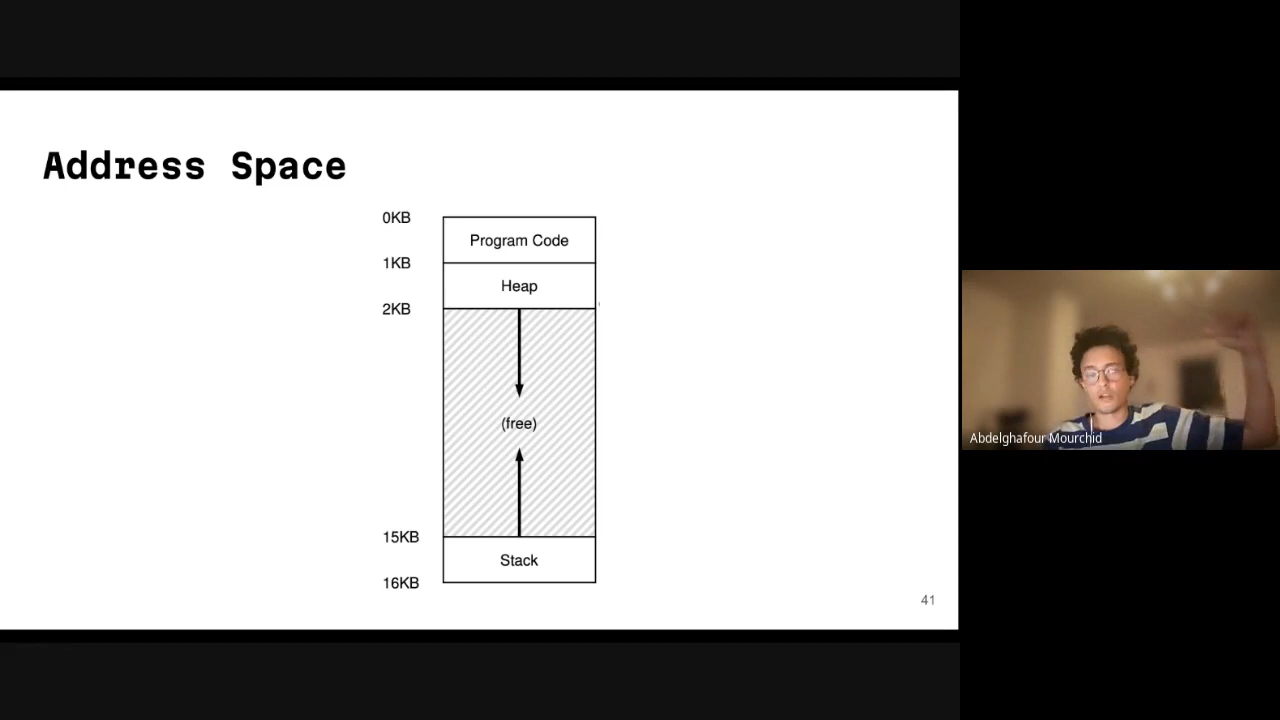 Address Space
0KB
Program Code
1KB
Heap
2KB
(free)
15KB
Stack
16KB
41
Abdelghafour Mourchid